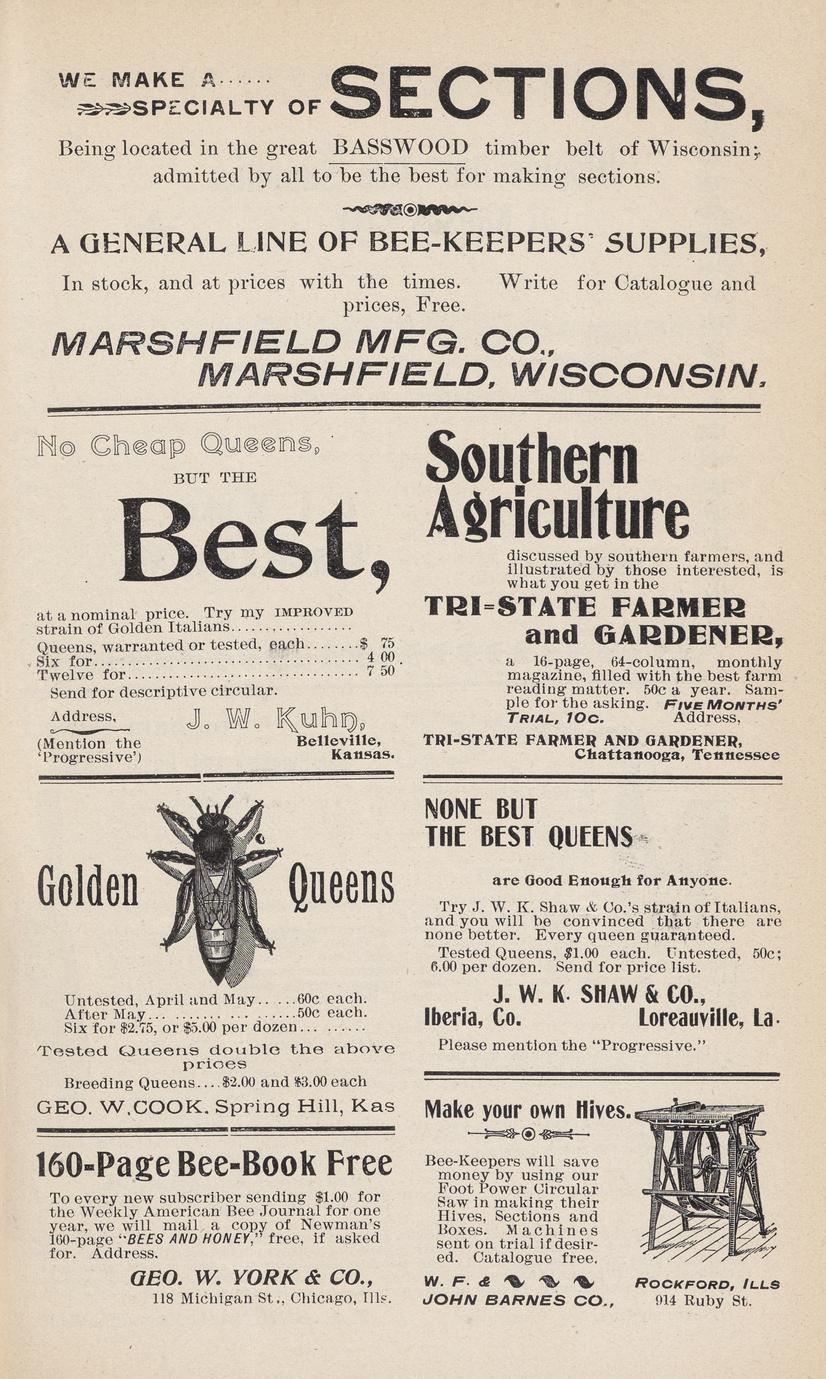 WE MAKE A......
SPECIALTY OF SECTIONS,
Being located in the great BASSWOOD timber belt of Wisconsin;
admitted by all to be the best for making sections.
A GENERAL LINE OF BEE-KEEPERS' SUPPLIES,
In stock, and at prices with the times. Write for Catalogue and
prices, Free.
MARSHFIELD MFG. CO.,
MARSHFIELD, WISCONSIN.
No Cheap Queens,
BUT THE
Best,
at a nominal price. Try my IMPROVED
strain of Golden Italians.................
Queens, warranted or tested, each........$ 75
Six for...................................... 4 00
Twelve for................................. 7 50
Send for descriptive circular.
Address, J. W. Kuhn,
(Mention the Belleville,
'Progressive') Kansas.
Golden Queens
Untested, April and May.. ...60c each.
After May... ......... ... ......50c each.
Six for $2.75, or $5.00 per dozen... ......
Tested Queens double the above
prices
Breeding Queens....$2.00 and $3.00 each
GEO. W. COOK. Spring Hill, Kas
160-Page Bee-Book Free
To every new subscriber sending $1.00 for
the Weekly American Bee Journal for one
year, we will mail a copy of Newman's
160-page "BEES AND HONEY," free, if asked
for. Address.
GEO. W. YORK & CO.,
118 Michigan St., Chicago, Ills.
Southern
Agriculture
discussed by southern farmers, and
illustrated by those interested, is
what you get in the
TRI=STATE FARMER
and GARDENER,
a 16-page, 64-column, monthly
magazine, filled with the best farm
reading matter. 50c a year. Sam-
ple for the asking. FIVE MONTHS'
TRIAL, 10c. Address,
TRI-STATE FARMER AND GARDENER,
Chattanooga, Tennessee
NONE BUT
THE BEST QUEENS
are Good Enough for Anyone.
Try J. W. K. Shaw & Co.'s strain of Italians,
and you will be convinced that there are
none better. Every queen guaranteed.
Tested Queens, $1.00 each. Untested, 50c;
6.00 per dozen. Send for price list.
J. W. K. SHAW & CO.,
Iberia, Co. Loreauville, La.
Please mention the "Progressive."
Make your own Hives.
Bee-Keepers will save
money by using our
Foot Power Circular
Saw in making their
Hives, Sections and
Boxes. Machines
sent on trial if desir-
ed. Catalogue free.
W. F. & ROCKFORD, ILLS
JOHN BARNES CO., 914 Ruby St.